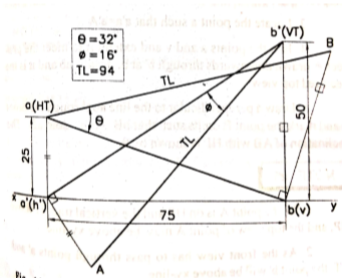 θ=32°
ø=16°
TL=94
b'(VT)
B
TL
a(HT)
θ
ø
TL
50
25
x
a'(h')
75
b(v)
y
A